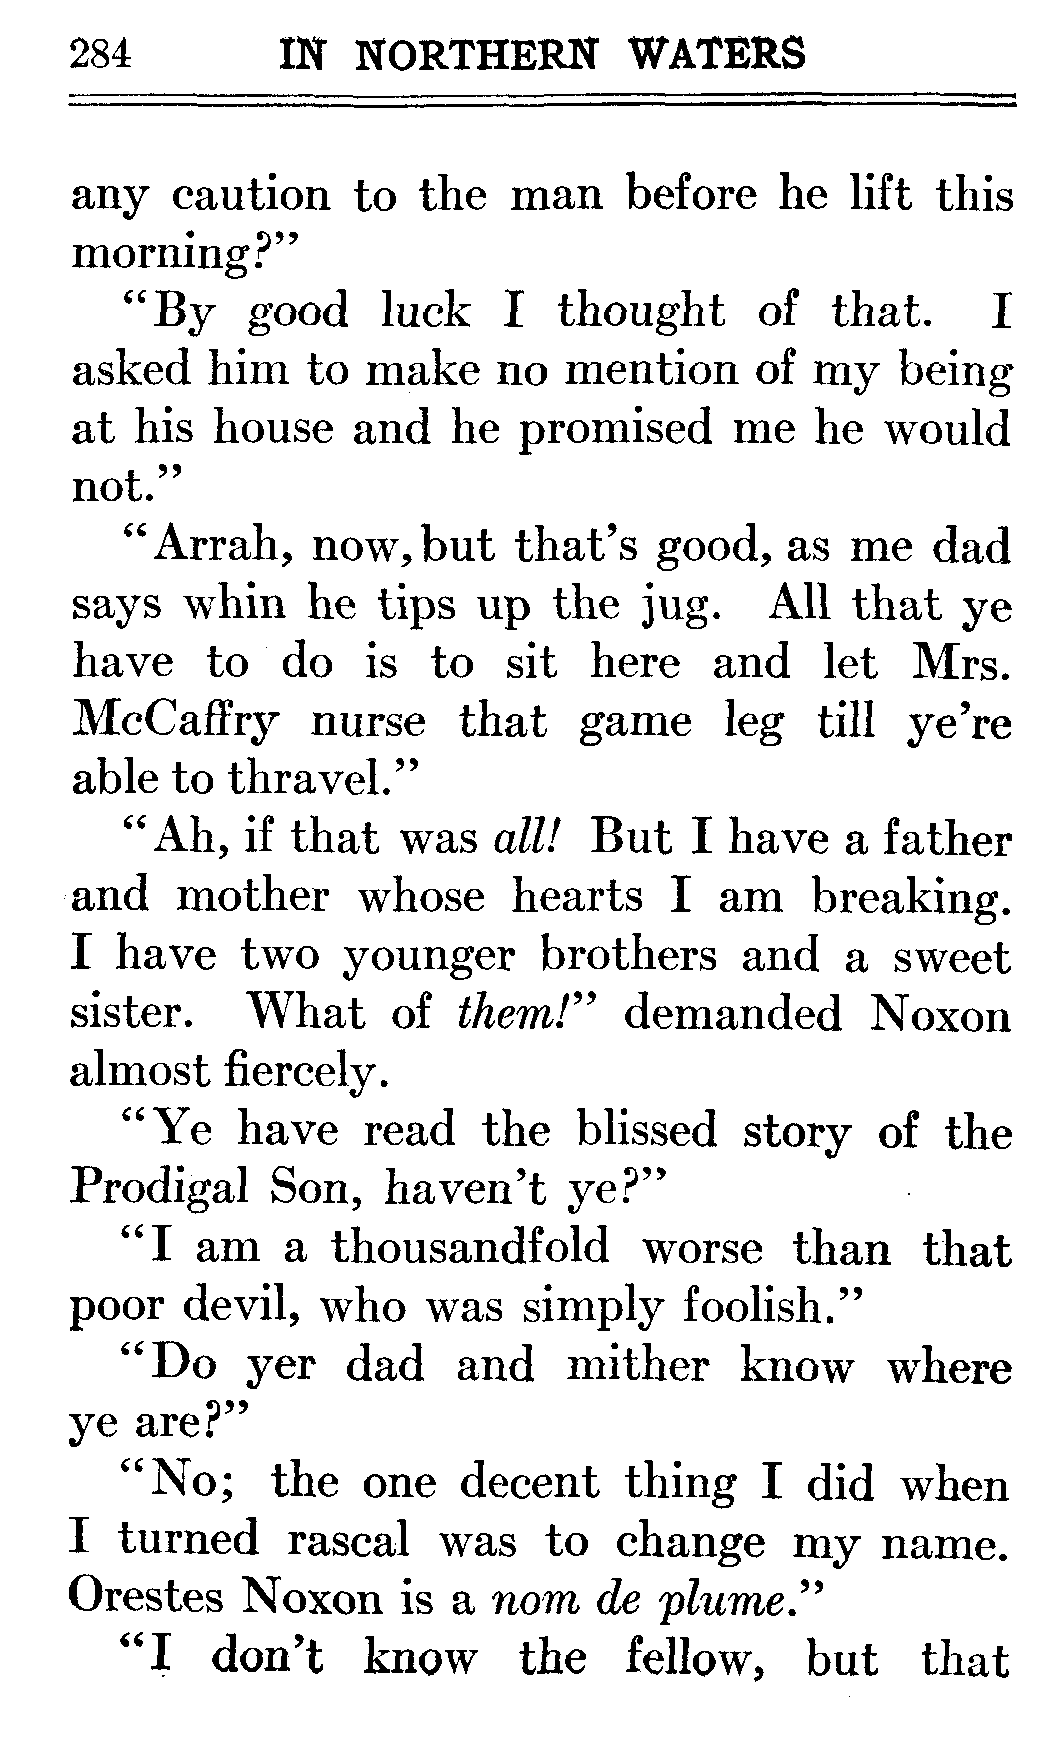 284 IN NORTHERN WATERS
any caution to the man before he lift this
morning?"
"By good luck I thought of that. I
asked him to make no mention of my being
at his house and he promised me he would
not."
"Arrah, now, but that's good, as me dad
says whin he tips up the jug. All that ye
have to do is to sit here and let Mrs.
McCaffry nurse that game leg till ye're
able to thravel."
"Ah, if that was all! But I have a father
and mother whose hearts I am breaking.
I have two younger brothers and a sweet
sister. What of them!" demanded Noxon
almost fiercely.
"Ye have read the blissed story of the
Prodigal Son, haven't ye?"
"I am a thousandfold worse than that
poor devil, who was simply foolish."
"Do yer dad and mither know where
ye are?"
"No; the one decent thing I did when
I turned rascal was to change my name.
Orestes Noxon is a nom de plume."
"I don't know the fellow, but that